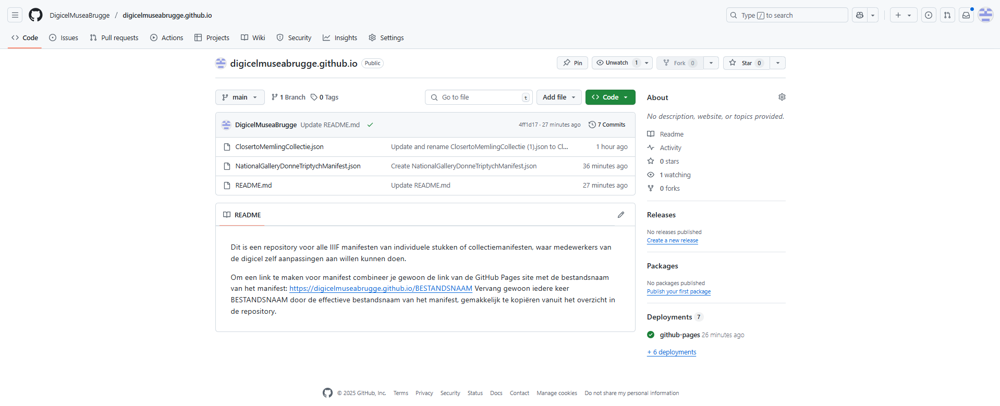 DigicelMuseaBrugge / digicelmuseabrugge.github.io
Type / to search
Code Issues Pull requests Actions Projects Wiki Security Insights Settings
digicelmuseabrugge.github.io Public
Pin Unwatch 1 Fork 0 Star 0
main 1 Branch 0 Tags Go to file t Add file Code
DigicelMuseaBrugge Update README.md 4ff1d17 · 27 minutes ago 7 Commits
ClosertoMemlingCollectie.json Update and rename ClosertoMemlingCollectie (1).json to Cl... 1 hour ago
NationalGalleryDonneTriptychManifest.json Create NationalGalleryDonneTriptychManifest.json 36 minutes ago
README.md Update README.md 27 minutes ago
README
Dit is een repository voor alle IIIF manifesten van individuele stukken of collectiemanifesten, waar medewerkers van
de digicel zelf aanpassingen aan willen kunnen doen.
Om een link te maken voor manifest combineer je gewoon de link van de GitHub Pages site met de bestandsnaam
van het manifest: https://digicelmuseabrugge.github.io/BESTANDSNAAM Vervang gewoon iedere keer
BESTANDSNAAM door de effectieve bestandsnaam van het manifest, gemakkelijk te kopiëren vanuit het overzicht in
de repository.
About
No description, website, or topics provided.
Readme
Activity
0 stars
1 watching
0 forks
Releases
No releases published
Create a new release
Packages
No packages published
Publish your first package
Deployments 7
github-pages 26 minutes ago
+ 6 deployments
© 2025 GitHub, Inc. Terms Privacy Security Status Docs Contact Manage cookies Do not share my personal information